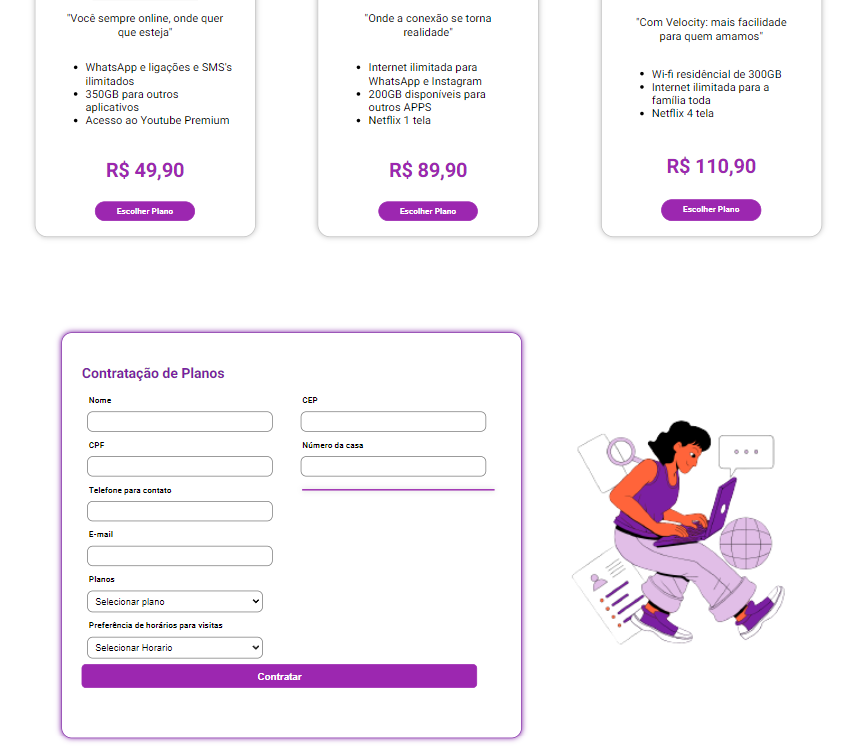 "Você sempre online, onde quer
que esteja"
WhatsApp e ligações e SMS's
ilimitados
350GB para outros
aplicativos
Acesso ao Youtube Premium
R$ 49,90
Escolher Plano
"Onde a conexão se torna
realidade"
Internet ilimitada para
WhatsApp e Instagram
200GB disponíveis para
outros APPS
Netflix 1 tela
R$ 89,90
Escolher Plano
"Com Velocity: mais facilidade
para quem amamos"
Wi-fi residêncial de 300GB
Internet ilimitada para a
família toda
Netflix 4 tela
R$ 110,90
Escolher Plano
Contratação de Planos
Nome
CEP
CPF
Número da casa
Telefone para contato
E-mail
Planos
Selecionar plano
Preferência de horários para visitas
Selecionar Horario
Contratar